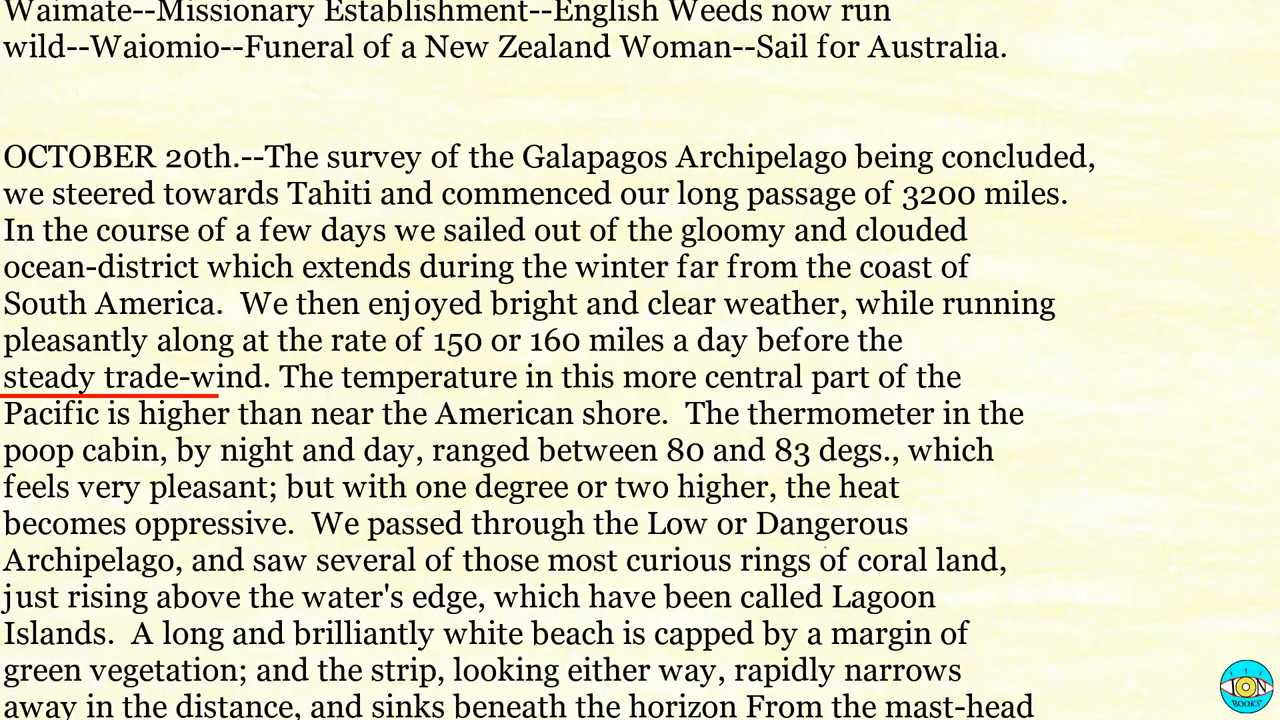 Waimate--Missionary Establishment--English Weeds now run
wild--Waiomio--Funeral of a New Zealand Woman--Sail for Australia.
OCTOBER 20th.--The survey of the Galapagos Archipelago being concluded,
we steered towards Tahiti and commenced our long passage of 3200 miles.
In the course of a few days we sailed out of the gloomy and clouded
ocean-district which extends during the winter far from the coast of
South America.  We then enjoyed bright and clear weather, while running
pleasantly along at the rate of 150 or 160 miles a day before the
steady trade-wind. The temperature in this more central part of the
Pacific is higher than near the American shore.  The thermometer in the
poop cabin, by night and day, ranged between 80 and 83 degs., which
feels very pleasant; but with one degree or two higher, the heat
becomes oppressive.  We passed through the Low or Dangerous
Archipelago, and saw several of those most curious rings of coral land,
just rising above the water's edge, which have been called Lagoon
Islands.  A long and brilliantly white beach is capped by a margin of
green vegetation; and the strip, looking either way, rapidly narrows
away in the distance, and sinks beneath the horizon From the mast-head
ION
BOOKS